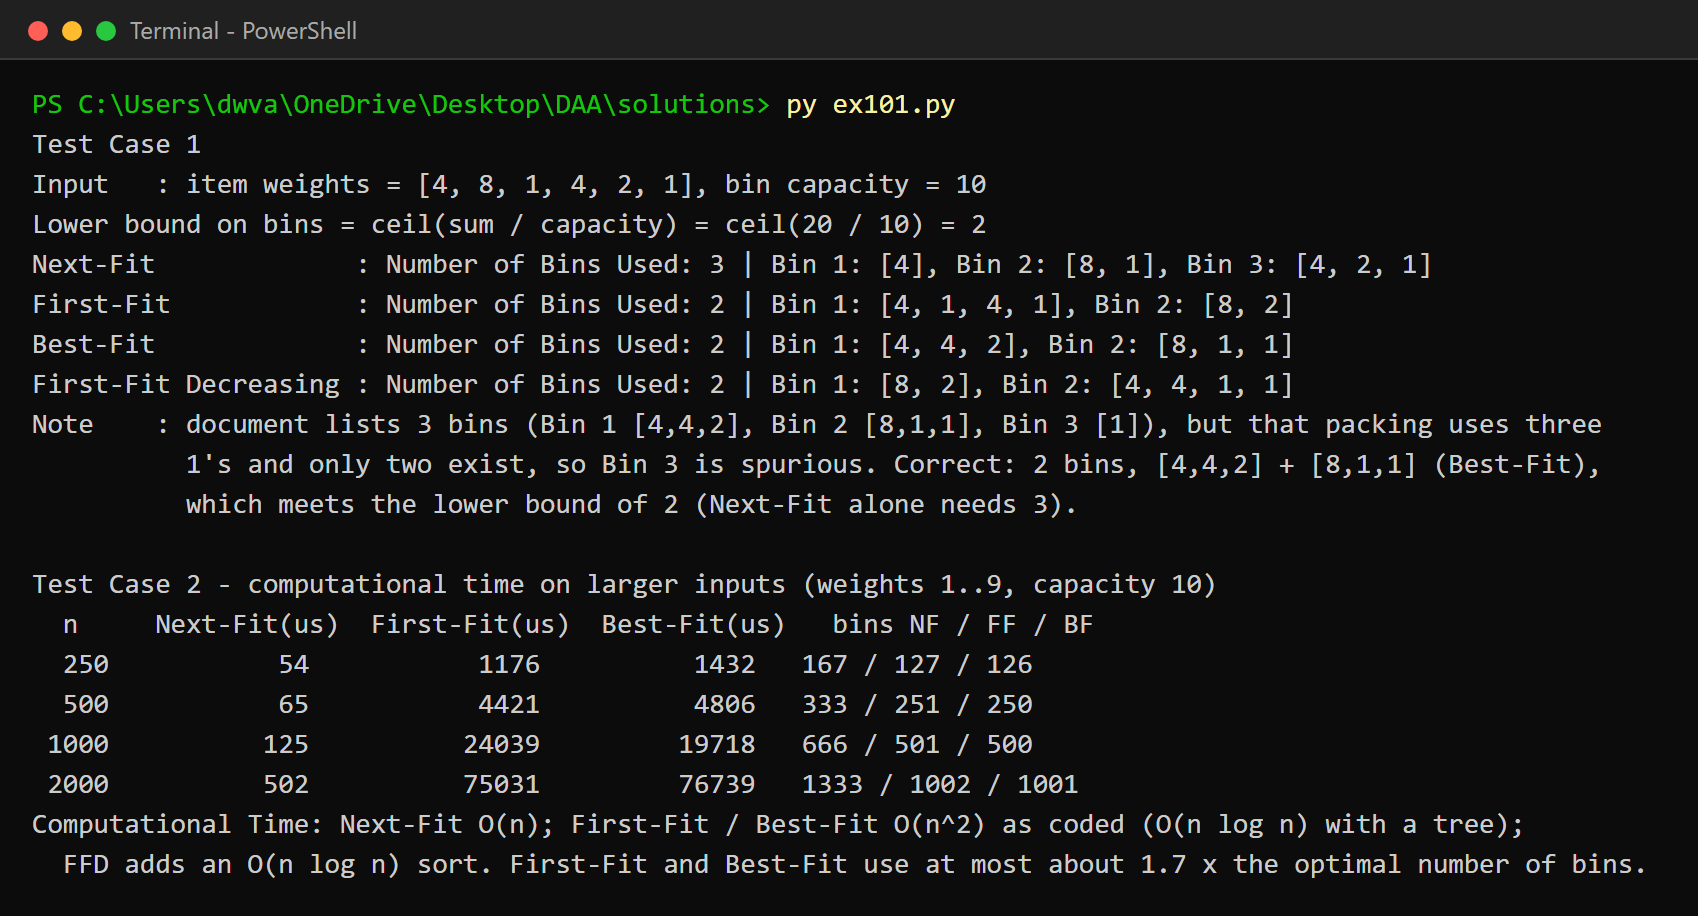 Terminal - PowerShell
PS C:\Users\dwva\OneDrive\Desktop\DAA\solutions> py ex101.py
Test Case 1
Input   : item weights = [4, 8, 1, 4, 2, 1], bin capacity = 10
Lower bound on bins = ceil(sum / capacity) = ceil(20 / 10) = 2
Next-Fit             : Number of Bins Used: 3 | Bin 1: [4], Bin 2: [8, 1], Bin 3: [4, 2, 1]
First-Fit            : Number of Bins Used: 2 | Bin 1: [4, 1, 4, 1], Bin 2: [8, 2]
Best-Fit             : Number of Bins Used: 2 | Bin 1: [4, 4, 2], Bin 2: [8, 1, 1]
First-Fit Decreasing : Number of Bins Used: 2 | Bin 1: [8, 2], Bin 2: [4, 4, 1, 1]
Note    : document lists 3 bins (Bin 1 [4,4,2], Bin 2 [8,1,1], Bin 3 [1]), but that packing uses three
          1's and only two exist, so Bin 3 is spurious. Correct: 2 bins, [4,4,2] + [8,1,1] (Best-Fit),
          which meets the lower bound of 2 (Next-Fit alone needs 3).
Test Case 2 - computational time on larger inputs (weights 1..9, capacity 10)
  n     Next-Fit(us)  First-Fit(us)  Best-Fit(us)   bins NF / FF / BF
  250           54           1176          1432   167 / 127 / 126
  500           65           4421          4806   333 / 251 / 250
 1000          125          24039         19718   666 / 501 / 500
 2000          502          75031         76739   1333 / 1002 / 1001
Computational Time: Next-Fit O(n); First-Fit / Best-Fit O(n^2) as coded (O(n log n) with a tree);
  FFD adds an O(n log n) sort. First-Fit and Best-Fit use at most about 1.7 x the optimal number of bins.